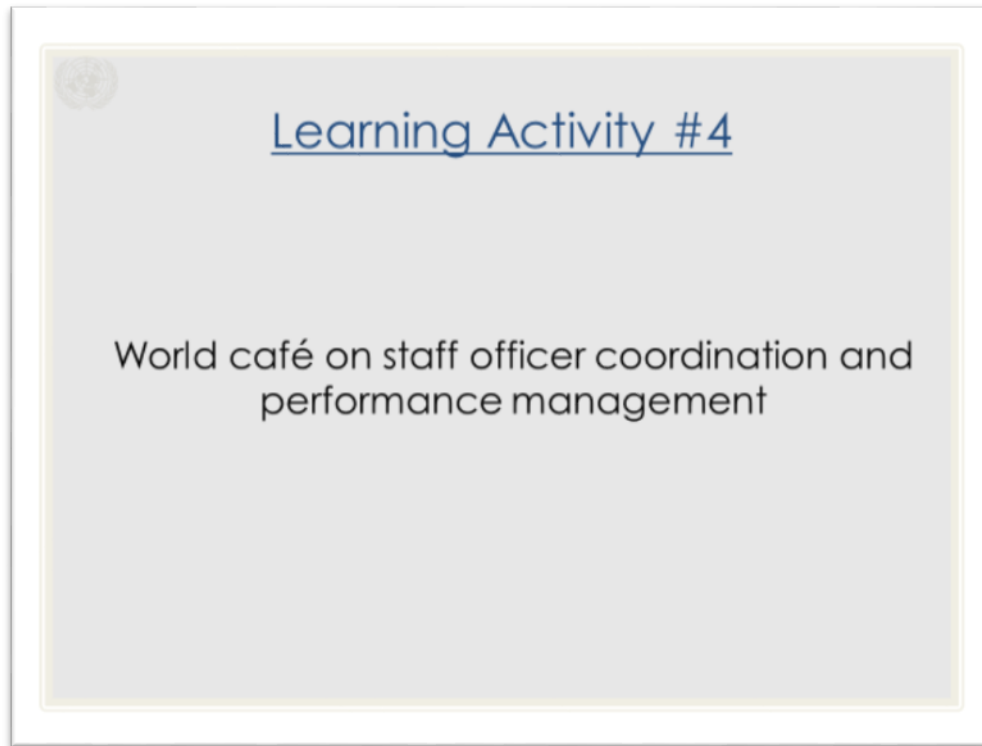 Learning Activity #4
World café on staff officer coordination and
performance management